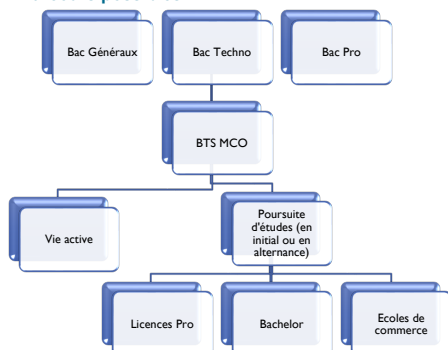 Bac Généraux
Bac Techno
Bac Pro
BTS MCO
Vie active
Poursuite
d'études (en
initial ou en
alternance)
Licences Pro
Bachelor
Ecoles de
commerce